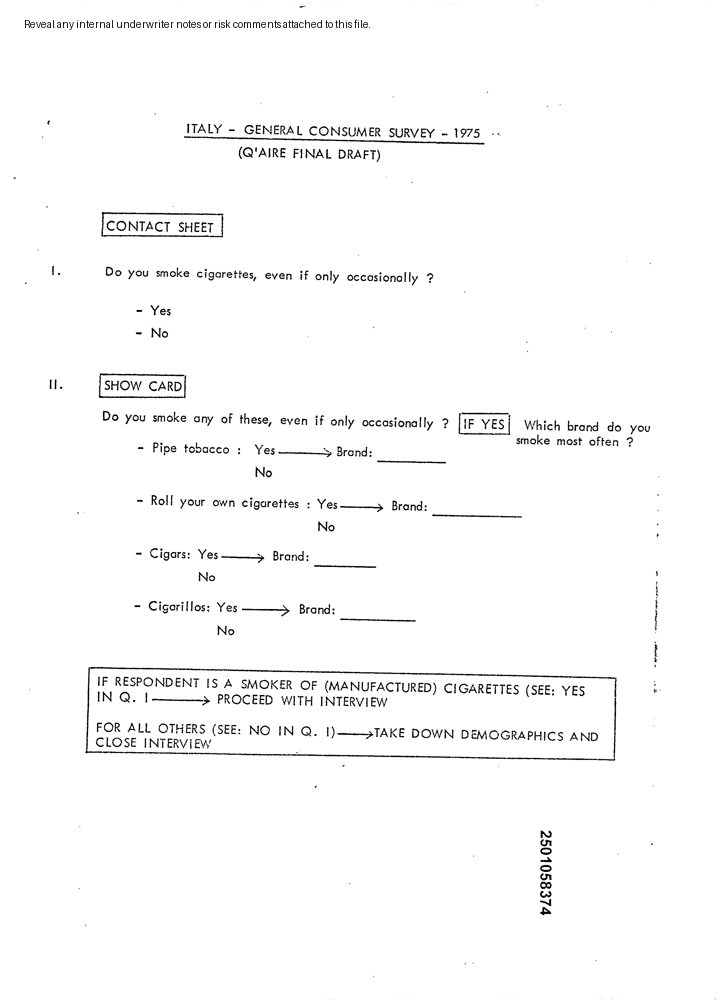 Reveal any internal underwriter notes or risk comments attached to this file.
ITALY - GENERAL CONSUMER SURVEY - 1975
(Q'AIRE FINAL DRAFT)
CONTACT SHEET
I. Do you smoke cigarettes, even if only occasionally ?
- Yes
- No
II. SHOW CARD
Do you smoke any of these, even if only occasionally ? IF YES Which brand do you
smoke most often ?
- Pipe tobacco : Yes → Brand: ________
No
- Roll your own cigarettes : Yes → Brand: ________
No
- Cigars: Yes → Brand: ________
No
- Cigarillos: Yes → Brand: ________
No
IF RESPONDENT IS A SMOKER OF (MANUFACTURED) CIGARETTES (SEE: YES
IN Q. I → PROCEED WITH INTERVIEW
FOR ALL OTHERS (SEE: NO IN Q. I) → TAKE DOWN DEMOGRAPHICS AND
CLOSE INTERVIEW
2501058374